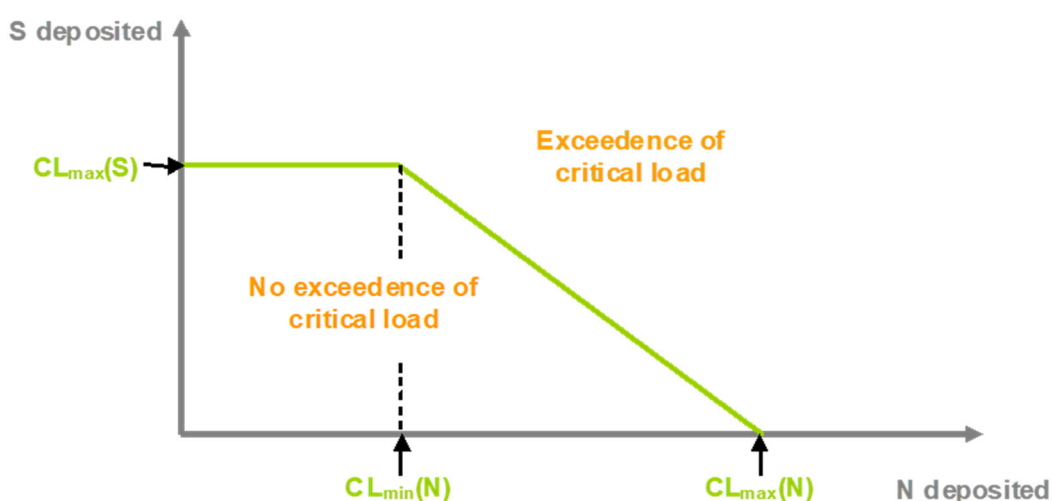 S deposited
Exceedence of
critical load
CLmax(S)
No exceedence of
critical load
CLmin(N)
CLmax(N)
N deposited